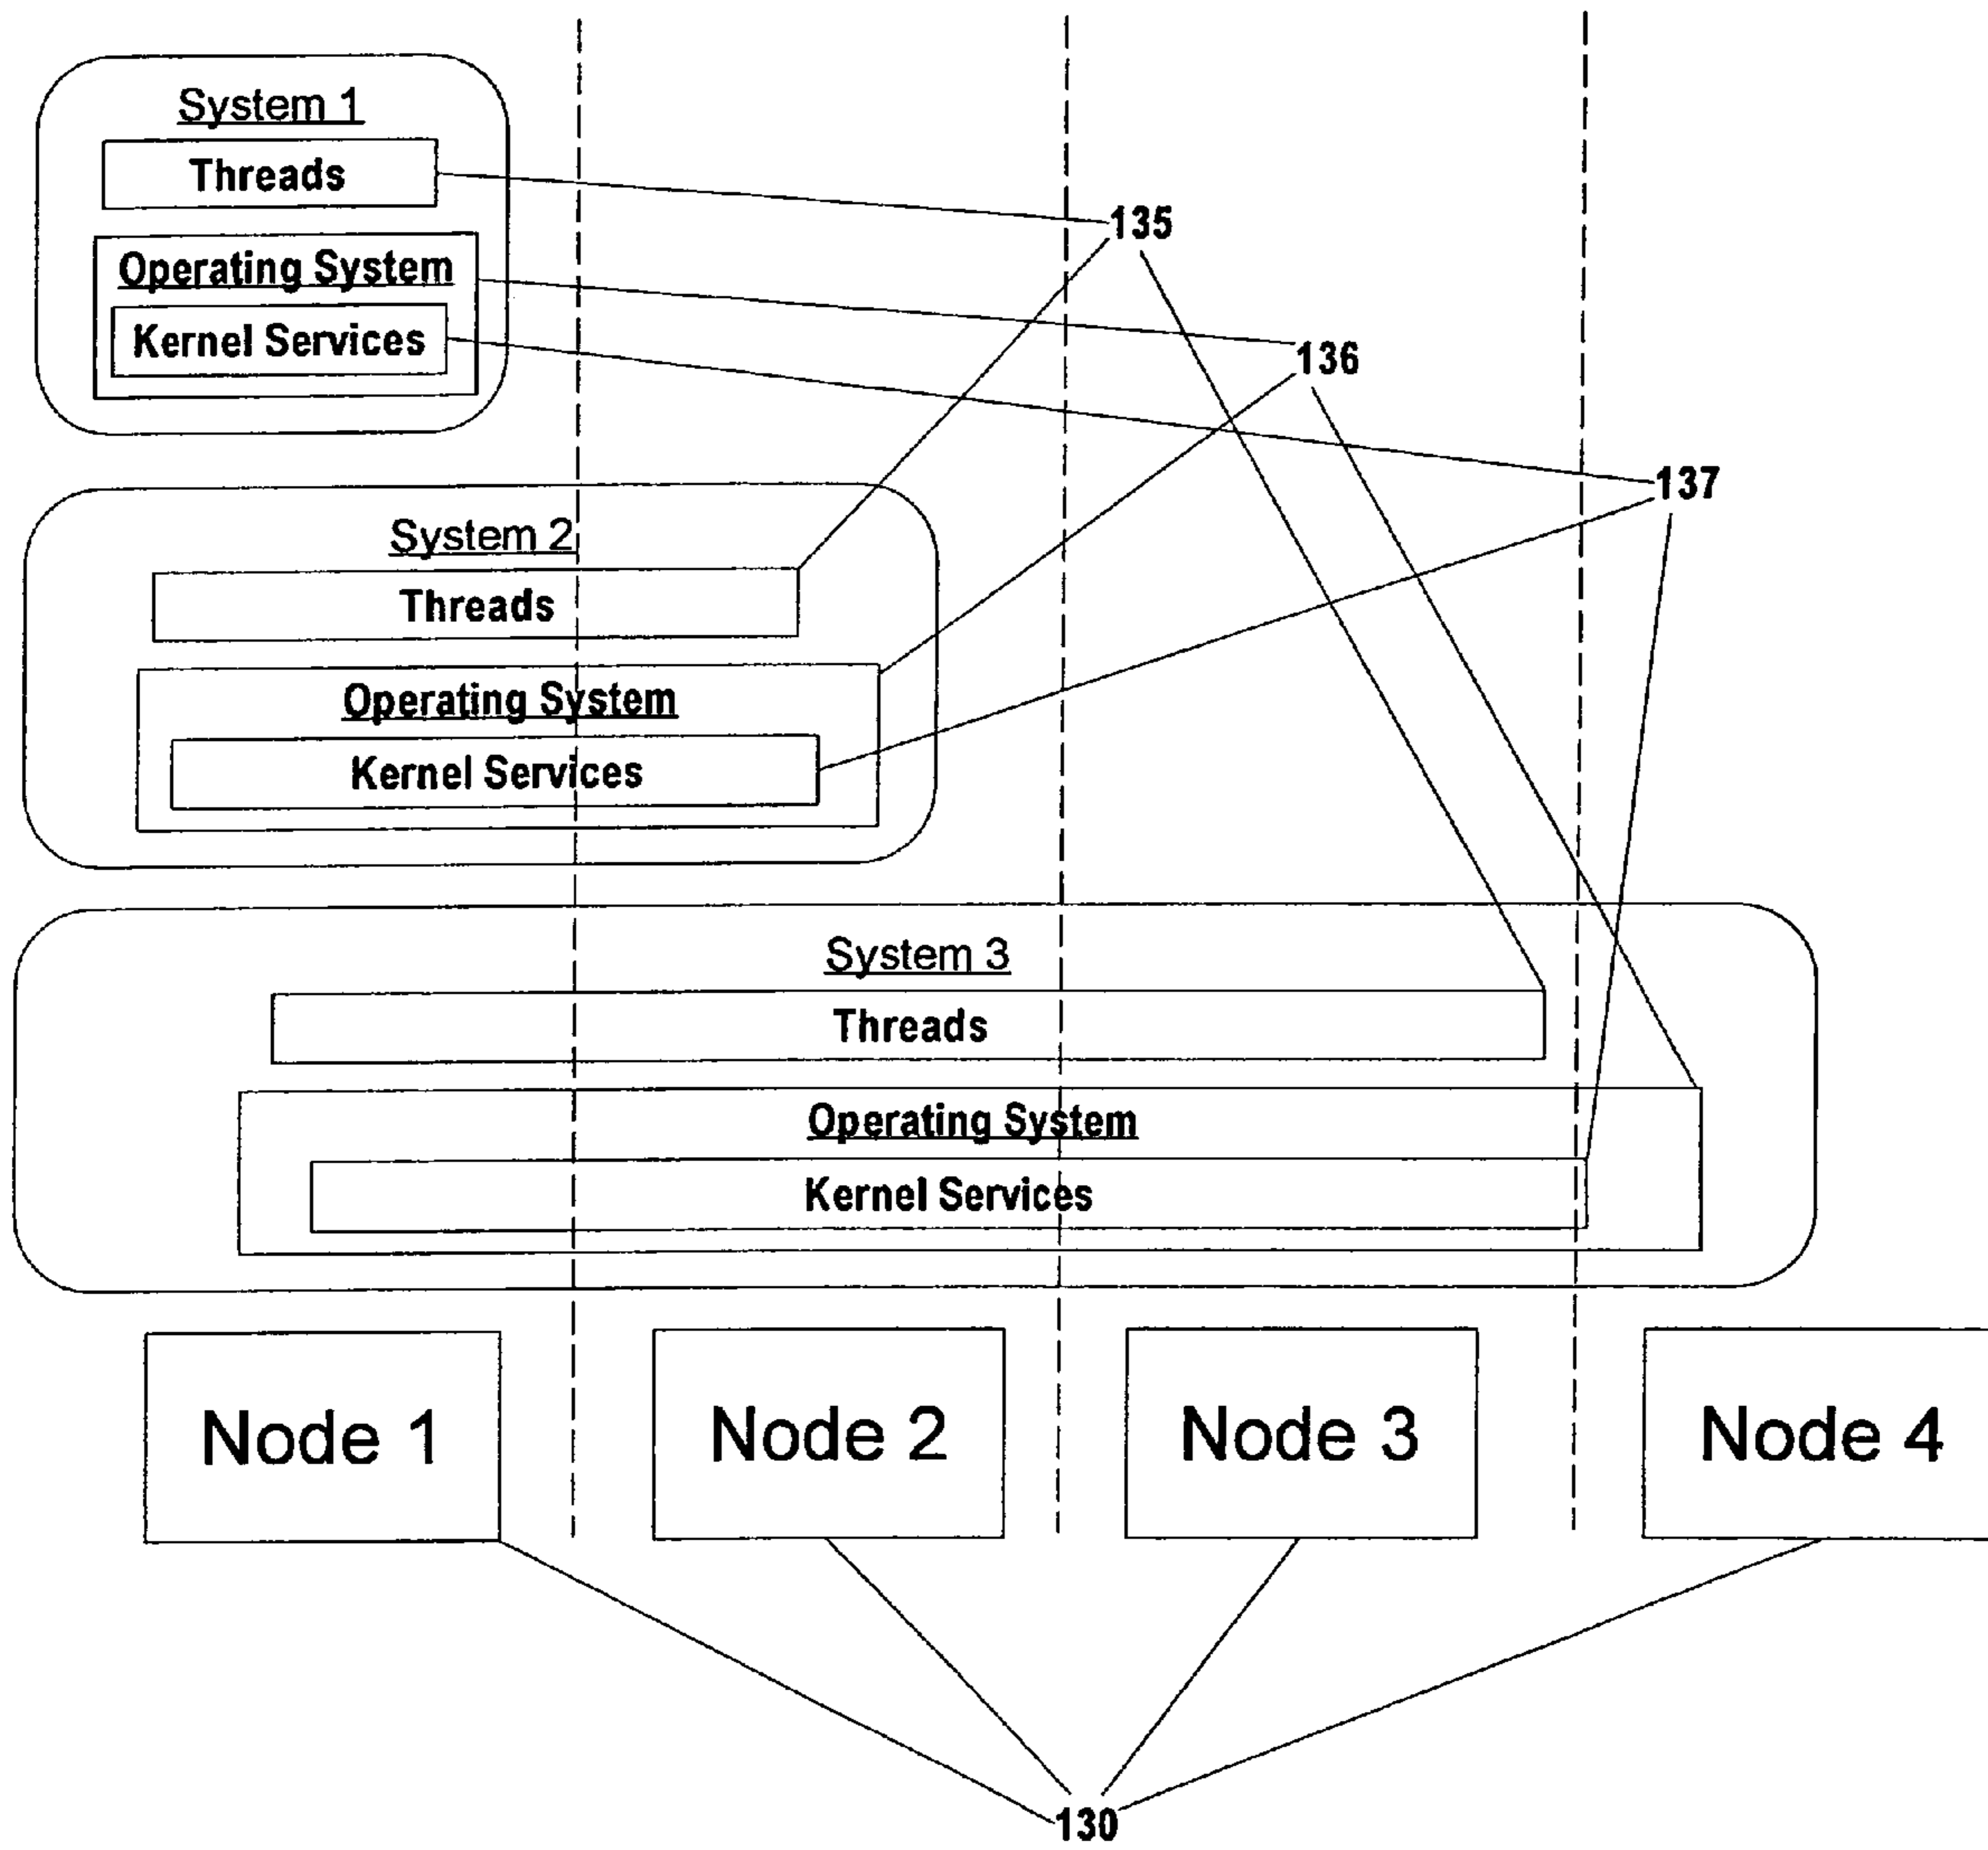 System 1
Threads
135
Operating System
136
Kernel Services
137
System 2
Threads
Operating System
Kernel Services
System 3
Threads
Operating System
Kernel Services
Node 1
Node 2
Node 3
Node 4
130